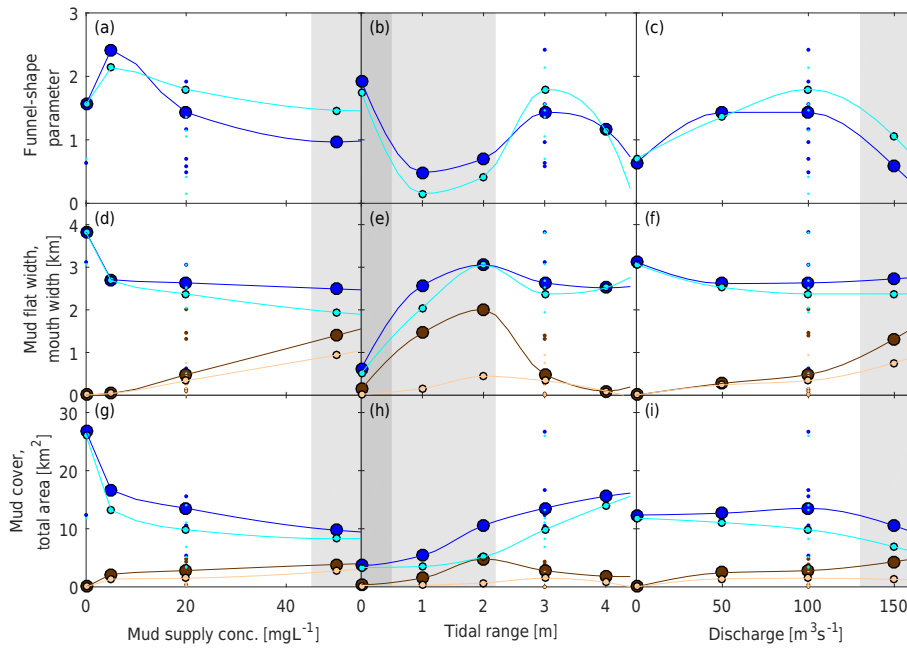 (a) (b) (c)
3
2
1
0
Funnel-shape
parameter
(d) (e) (f)
4
3
2
1
0
Mud flat width,
mouth width [km]
(g) (h) (i)
30
20
10
0
Mud cover,
total area [km²]
0 20 40 0 1 2 3 4 0 50 100 150
Mud supply conc. [mgL⁻¹] Tidal range [m] Discharge [m³s⁻¹]